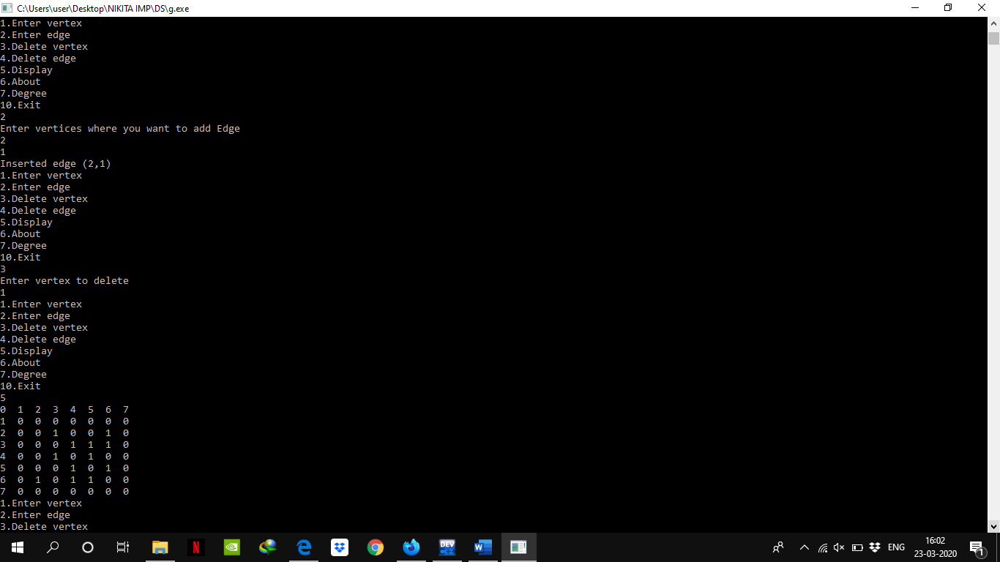 C:\Users\user\Desktop\NIKITA IMP\DS\g.exe
1.Enter vertex
2.Enter edge
3.Delete vertex
4.Delete edge
5.Display
6.About
7.Degree
10.Exit
2
Enter vertices where you want to add Edge
2
1
Inserted edge (2,1)
1.Enter vertex
2.Enter edge
3.Delete vertex
4.Delete edge
5.Display
6.About
7.Degree
10.Exit
3
Enter vertex to delete
1
1.Enter vertex
2.Enter edge
3.Delete vertex
4.Delete edge
5.Display
6.About
7.Degree
10.Exit
5
0 1 2 3 4 5 6 7
1 0 0 0 0 0 0 0
2 0 0 1 0 0 1 0
3 0 0 0 1 1 1 0
4 0 0 1 0 1 0 0
5 0 0 0 1 0 1 0
6 0 1 0 1 1 0 0
7 0 0 0 0 0 0 0
1.Enter vertex
2.Enter edge
3.Delete vertex
N
DEV
C++
W
ENG
16:02
23-03-2020
1